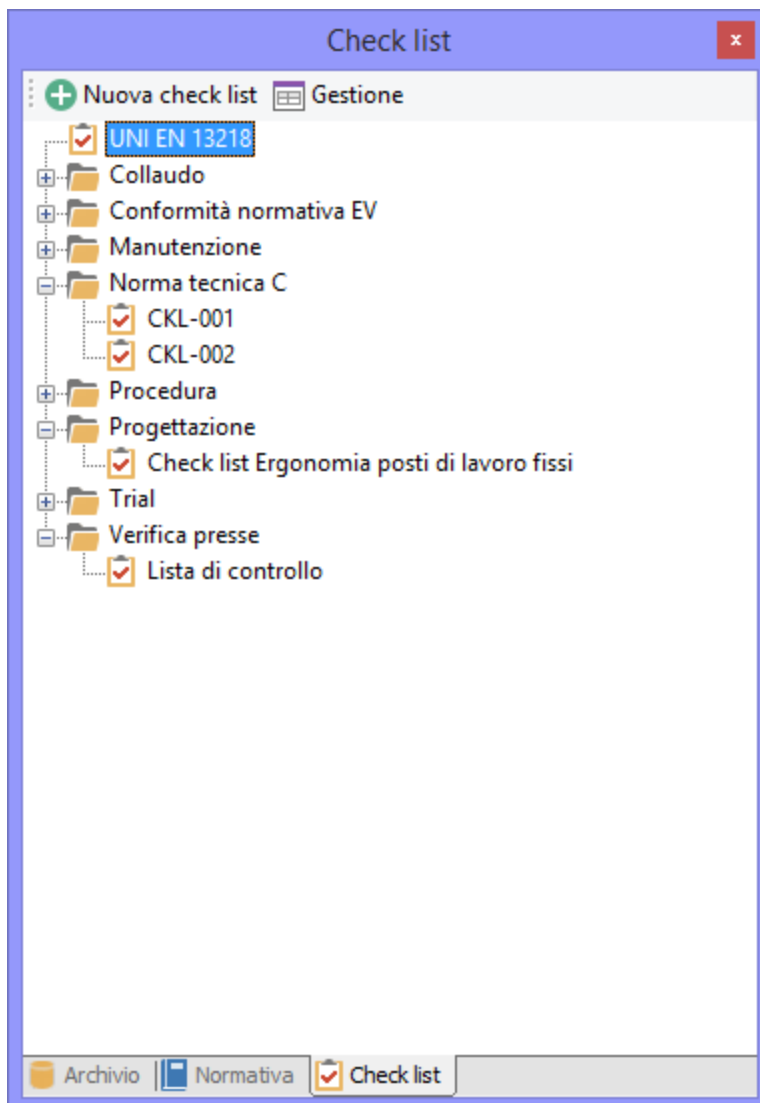 Check list
x
Nuova check list Gestione
UNI EN 13218
Collaudo
Conformità normativa EV
Manutenzione
Norma tecnica C
CKL-001
CKL-002
Procedura
Progettazione
Check list Ergonomia posti di lavoro fissi
Trial
Verifica presse
Lista di controllo
Archivio Normativa Check list